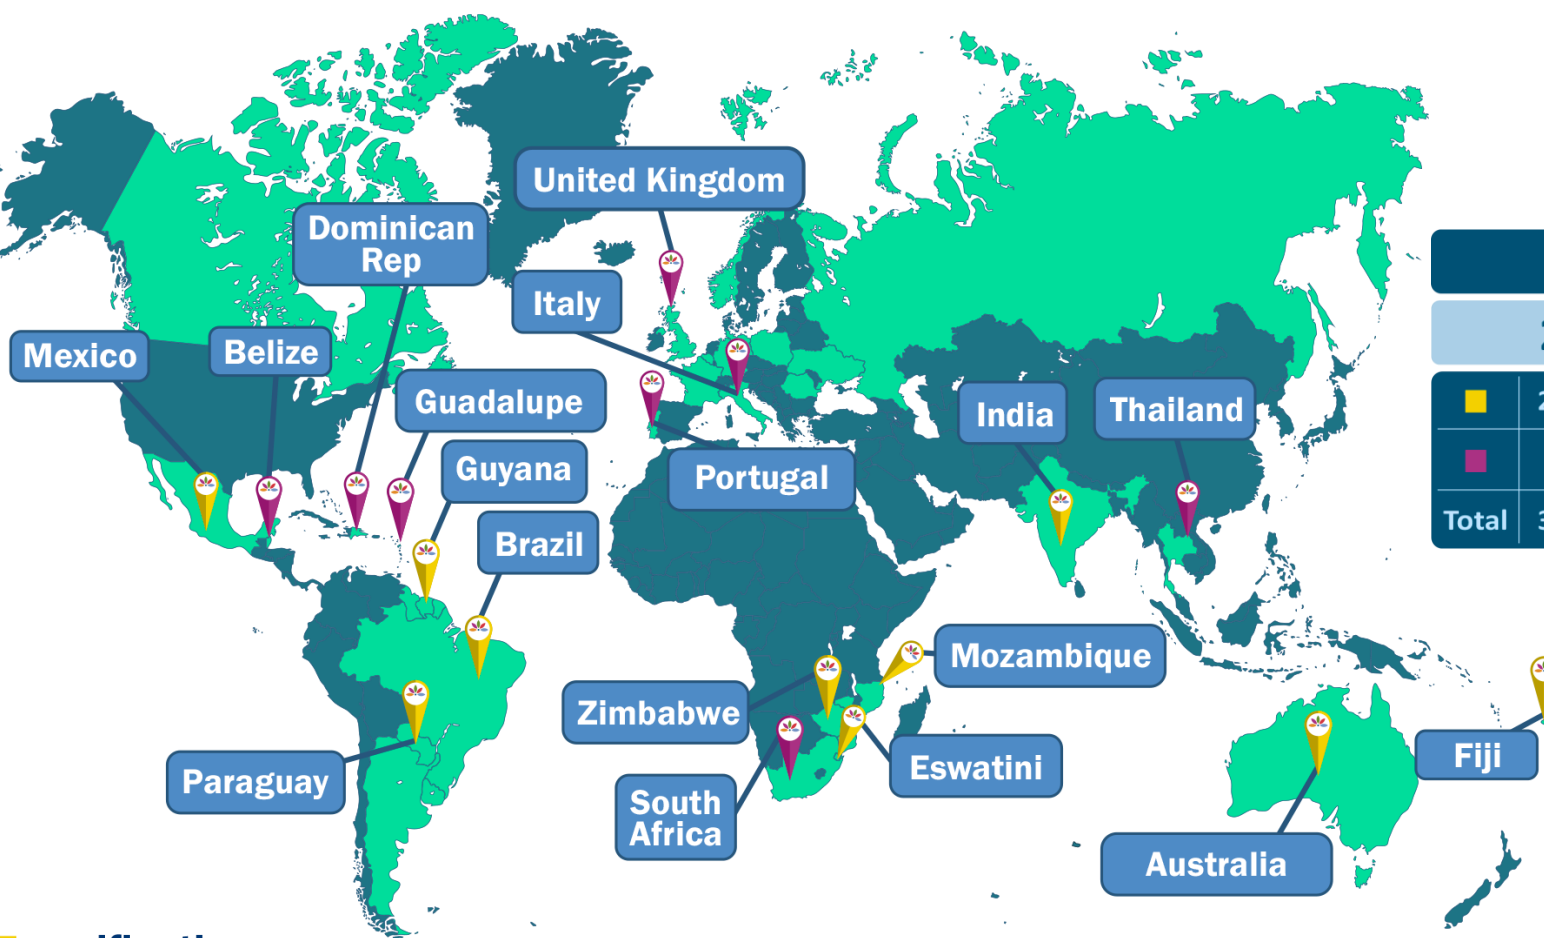 United Kingdom
Dominican
Rep
Italy
Mexico
Belize
Guadalupe
India
Thailand
Guyana
Portugal
Brazil
Total
Mozambique
Zimbabwe
Fiji
Paraguay
Eswatini
South
Africa
Australia